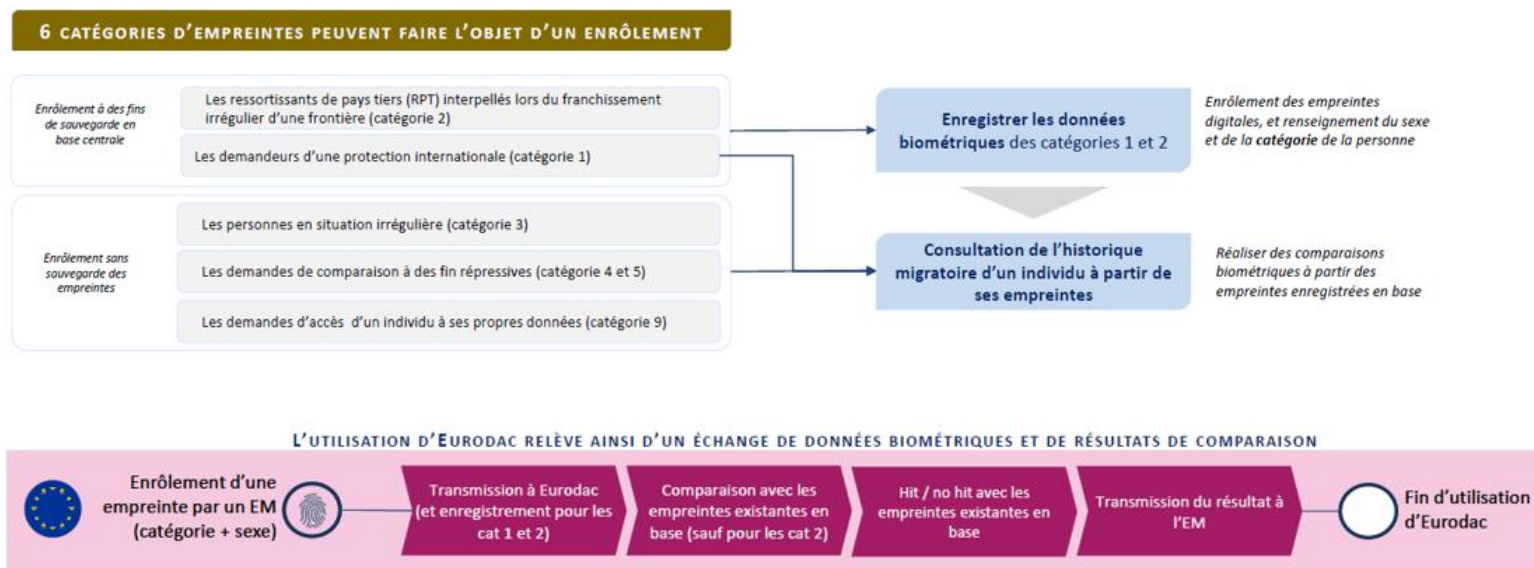 6 CATÉGORIES D'EMPREINTES PEUVENT FAIRE L'OBJET D'UN ENRÔLEMENT
Enrôlement à des fins
de sauvegarde en
base centrale
Les ressortissants de pays tiers (RPT) interpellés lors du franchissement
irrégulier d'une frontière (catégorie 2)
Les demandeurs d'une protection internationale (catégorie 1)
Enregistrer les données
biométriques des catégories 1 et 2
Enrôlement des empreintes
digitales, et renseignement du sexe
et de la catégorie de la personne
Enrôlement sans
sauvegarde des
empreintes
Les personnes en situation irrégulière (catégorie 3)
Les demandes de comparaison à des fin répressives (catégorie 4 et 5)
Les demandes d'accès d'un individu à ses propres données (catégorie 9)
Consultation de l'historique
migratoire d'un individu à partir de
ses empreintes
Réaliser des comparaisons
biométriques à partir des
empreintes enregistrées en base
L'UTILISATION D'EURODAC RELÈVE AINSI D'UN ÉCHANGE DE DONNÉES BIOMÉTRIQUES ET DE RÉSULTATS DE COMPARAISON
Enrôlement d'une
empreinte par un EM
(catégorie + sexe)
Transmission à Eurodac
(et enregistrement pour les
cat 1 et 2)
Comparaison avec les
empreintes existantes en
base (sauf pour les cat 2)
Hit / no hit avec les
empreintes existantes en
base
Transmission du résultat à
l'EM
Fin d'utilisation
d'Eurodac